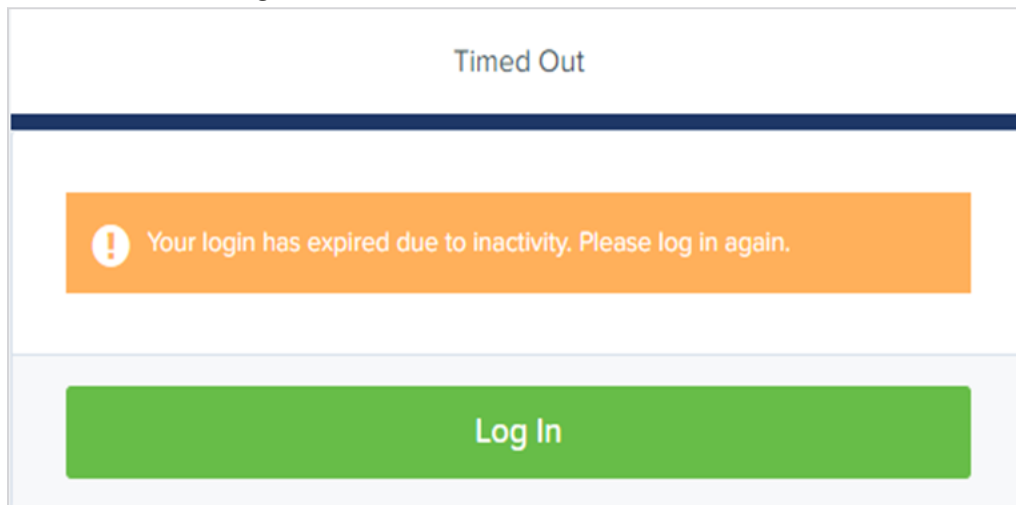 Timed Out
Your login has expired due to inactivity. Please log in again.
Log In